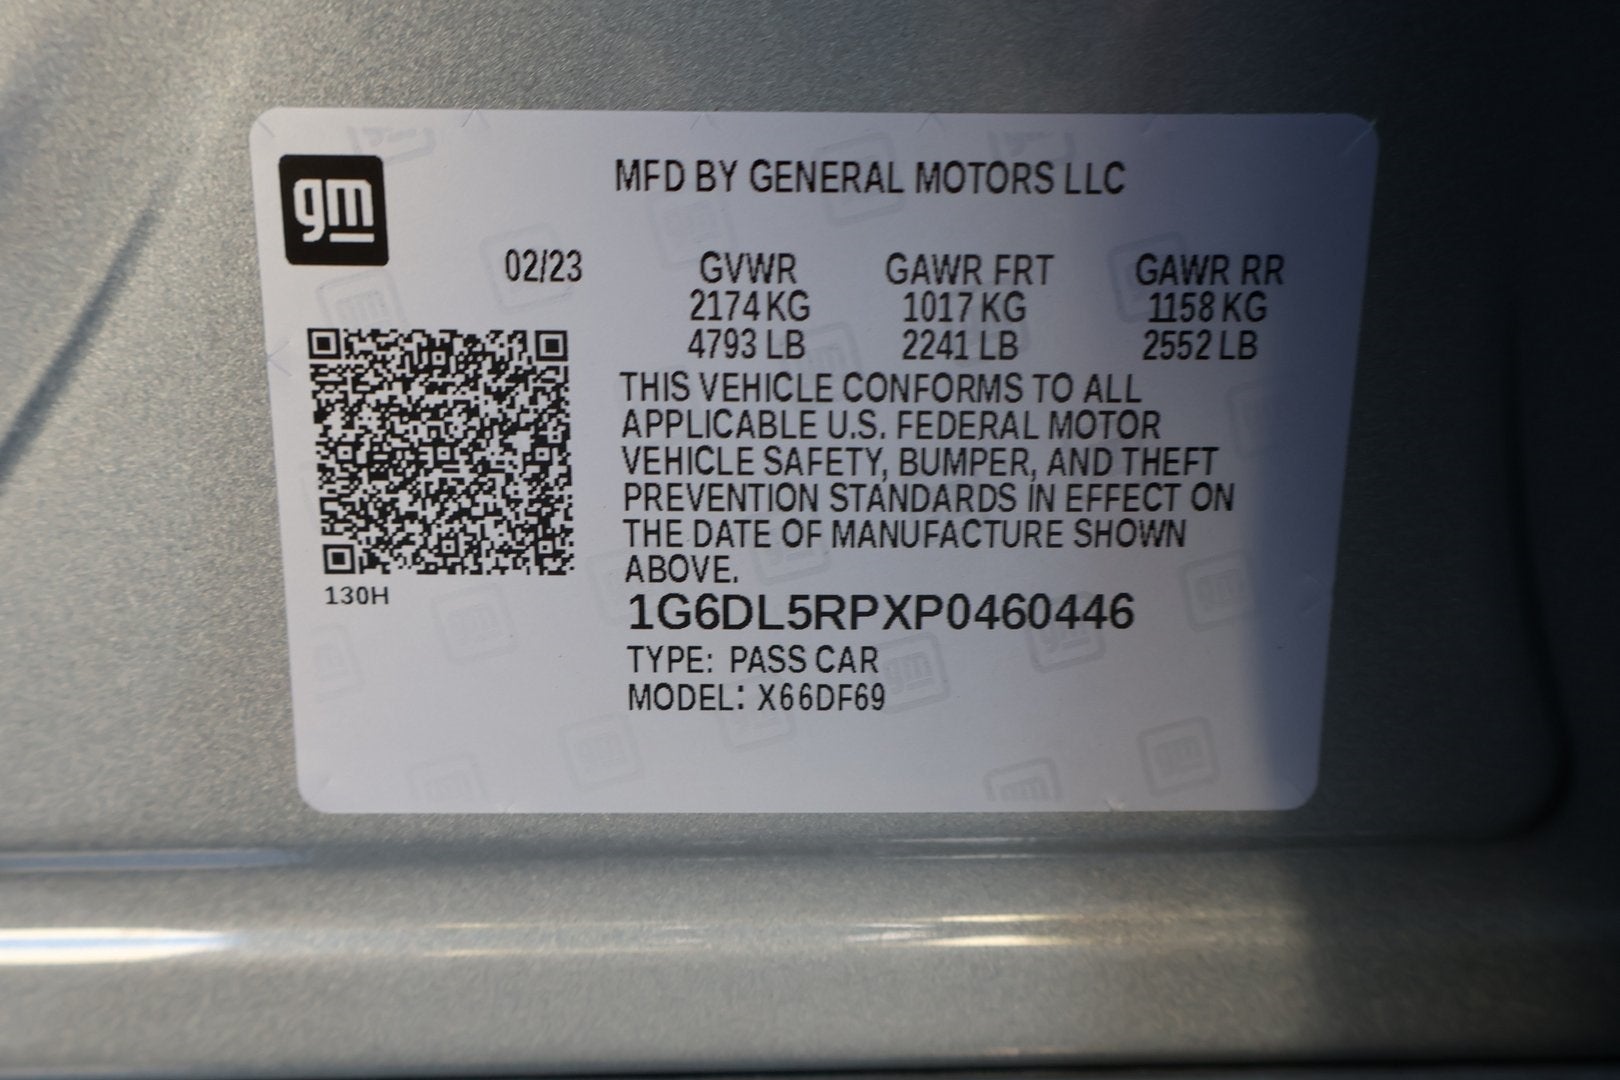 gm
MFD BY GENERAL MOTORS LLC
02/23 GVWR GAWR FRT GAWR RR
2174 KG 1017 KG 1158 KG
4793 LB 2241 LB 2552 LB
THIS VEHICLE CONFORMS TO ALL
APPLICABLE U.S. FEDERAL MOTOR
VEHICLE SAFETY, BUMPER, AND THEFT
PREVENTION STANDARDS IN EFFECT ON
THE DATE OF MANUFACTURE SHOWN
ABOVE.
130H
1G6DL5RPXP0460446
TYPE: PASS CAR
MODEL: X66DF69